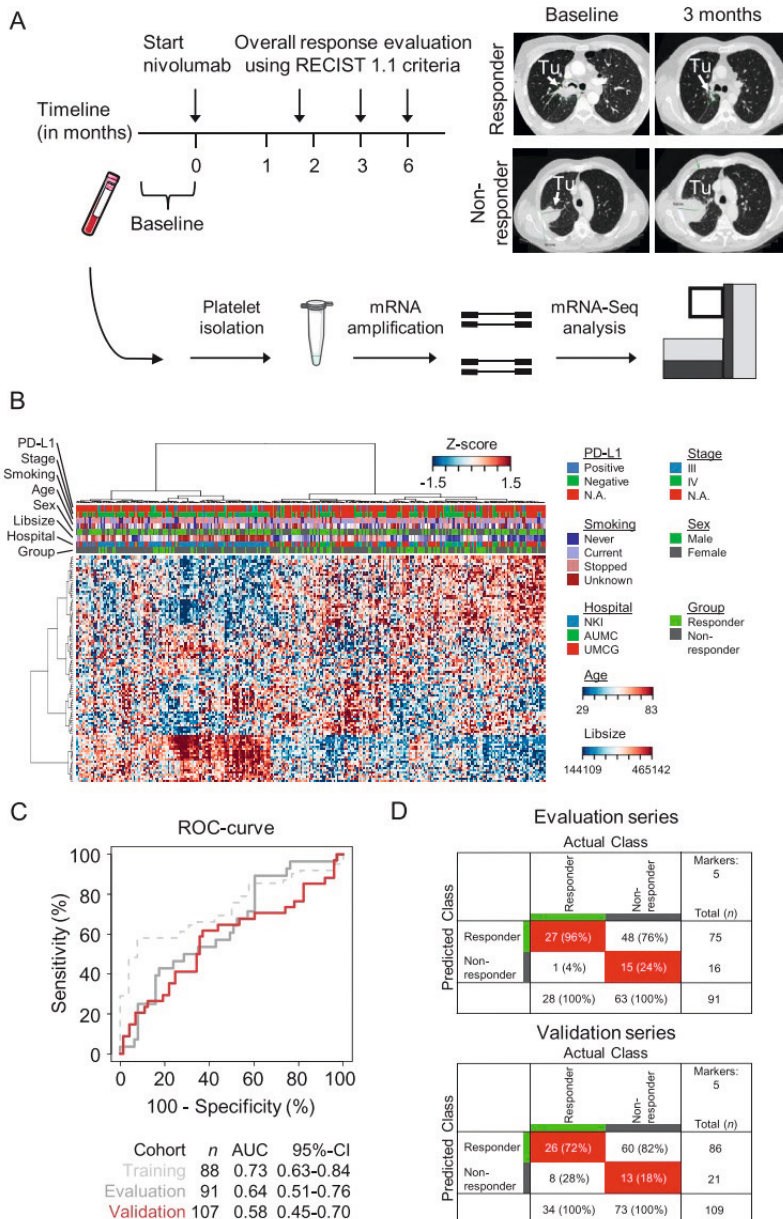 A
Start
nivolumab
Overall response evaluation
using RECIST 1.1 criteria
Timeline
(in months)
0 1 2 3 6
Baseline
Baseline 3 months
Responder
Tu Tu
Non-
responder
Tu Tu
Platelet
isolation
mRNA
amplification
mRNA-Seq
analysis
B
PD-L1
Stage
Smoking
Age
Sex
Libsize
Hospital
Group
Z-score
-1.5 1.5
PD-L1
Positive
Negative
N.A.
Stage
III
IV
N.A.
Smoking
Never
Current
Stopped
Unknown
Sex
Male
Female
Hospital
NKI
AUMC
UMCG
Group
Responder
Non-
responder
Age
29 83
Libsize
144109 465142
C
ROC-curve
Sensitivity (%)
100
80
60
40
20
0
0 20 40 60 80 100
100 - Specificity (%)
Cohort n AUC 95%-CI
Training 88 0.73 0.63-0.84
Evaluation 91 0.64 0.51-0.76
Validation 107 0.58 0.45-0.70
D
Evaluation series
Actual Class
Predicted Class
Responder
Non-
responder
Markers:
5
Total (n)
Responder 27 (96%) 48 (76%) 75
Non-
responder 1 (4%) 15 (24%) 16
28 (100%) 63 (100%) 91
Validation series
Actual Class
Predicted Class
Responder
Non-
responder
Markers:
5
Total (n)
Responder 26 (72%) 60 (82%) 86
Non-
responder 8 (28%) 13 (18%) 21
34 (100%) 73 (100%) 109